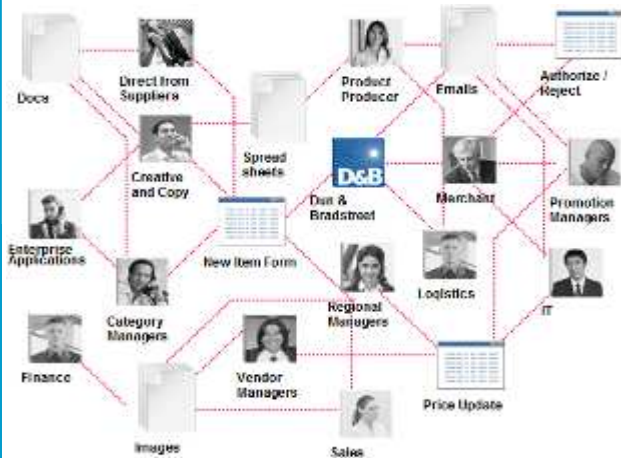 Docs
Direct from
Suppliers
Product
Producer
Emails
Authorize /
Reject
Creative
and Copy
Spread
sheets
D&B
Dun &
Bradstreet
Merchant
Promotion
Managers
Enterprise
Applications
New Item Form
Category
Managers
Regional
Managers
Logistics
IT
Finance
Vendor
Managers
Price Update
Images
Sales